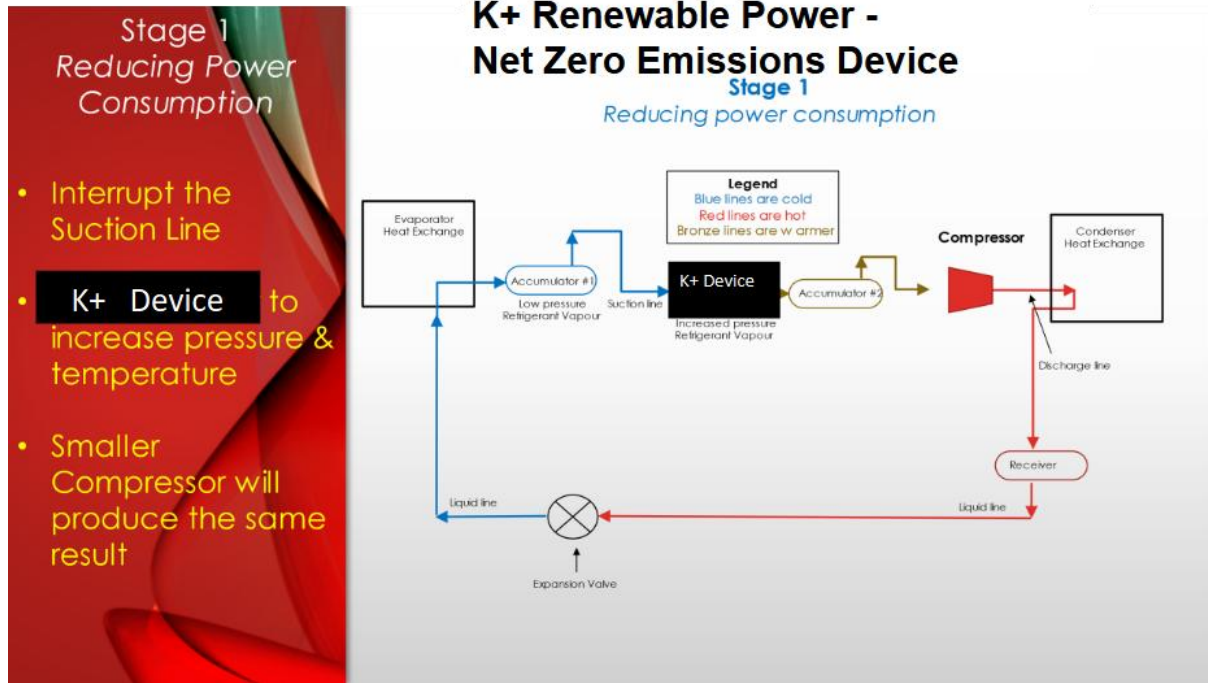 Stage 1
Reducing Power
Consumption
• Interrupt the
Suction Line
• K+ Device to
increase pressure &
temperature
• Smaller
Compressor will
produce the same
result
K+ Renewable Power -
Net Zero Emissions Device
Stage 1
Reducing power consumption
Legend
Blue lines are cold
Red lines are hot
Bronze lines are w armer
Evaporator
Heat Exchange
Accumulator #1
Low pressure
Refrigerant Vapour
Suction line
K+ Device
Increased pressure
Refrigerant Vapour
Accumulator #2
Compressor
Condenser
Heat Exchange
Discharge line
Receiver
Liquid line
Liquid line
Expansion Valve